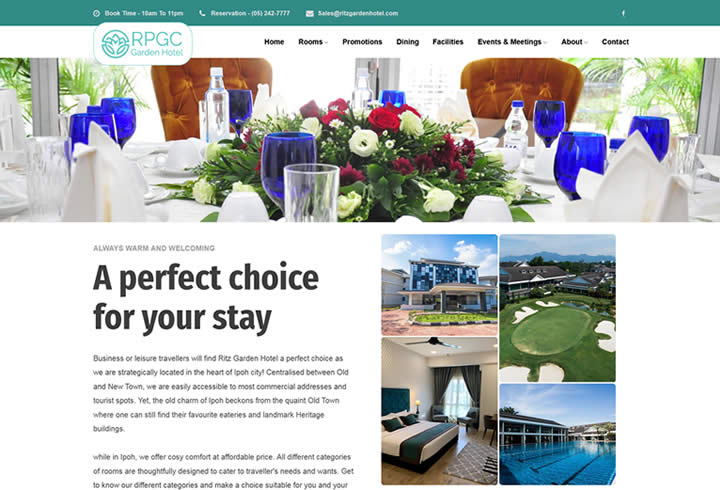 Book Time - 10am To 11pm
Reservation - (05) 242-7777
Sales@ritzgardenhotel.com
RPGC
Garden Hotel
Home Rooms Promotions Dining Facilities Events & Meetings About Contact
ALWAYS WARM AND WELCOMING
A perfect choice
for your stay
Business or leisure travellers will find Ritz Garden Hotel a perfect choice as
we are strategically located in the heart of Ipoh city! Centralised between Old
and New Town, we are easily accessible to most commercial addresses and
tourist spots. Yet, the old charm of Ipoh beckons from the quaint Old Town
where one can still find their favourite eateries and landmark Heritage
buildings.
while in Ipoh, we offer cosy comfort at affordable price. All different categories
of rooms are thoughtfully designed to cater to traveller's needs and wants. Get
to know our different categories and make a choice suitable for you and your